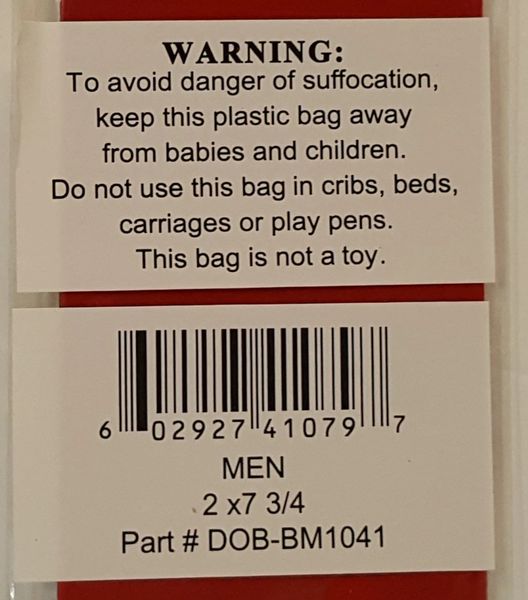 WARNING:
To avoid danger of suffocation,
keep this plastic bag away
from babies and children.
Do not use this bag in cribs, beds,
carriages or play pens.
This bag is not a toy.
6 02927 41079 7
MEN
2 x7 3/4
Part # DOB-BM1041